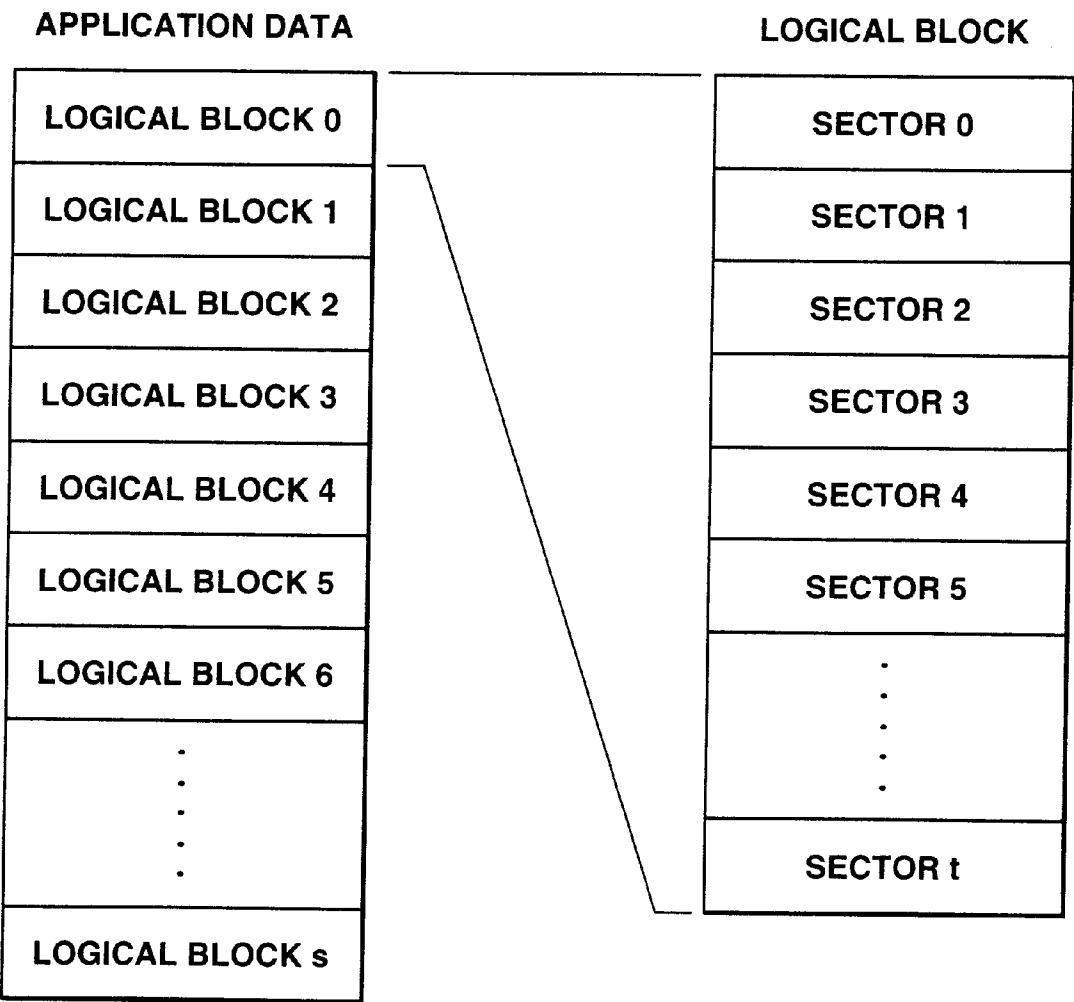 APPLICATION DATA
LOGICAL BLOCK 0
LOGICAL BLOCK 1
LOGICAL BLOCK 2
LOGICAL BLOCK 3
LOGICAL BLOCK 4
LOGICAL BLOCK 5
LOGICAL BLOCK 6
LOGICAL BLOCK s
LOGICAL BLOCK
SECTOR 0
SECTOR 1
SECTOR 2
SECTOR 3
SECTOR 4
SECTOR 5
SECTOR t